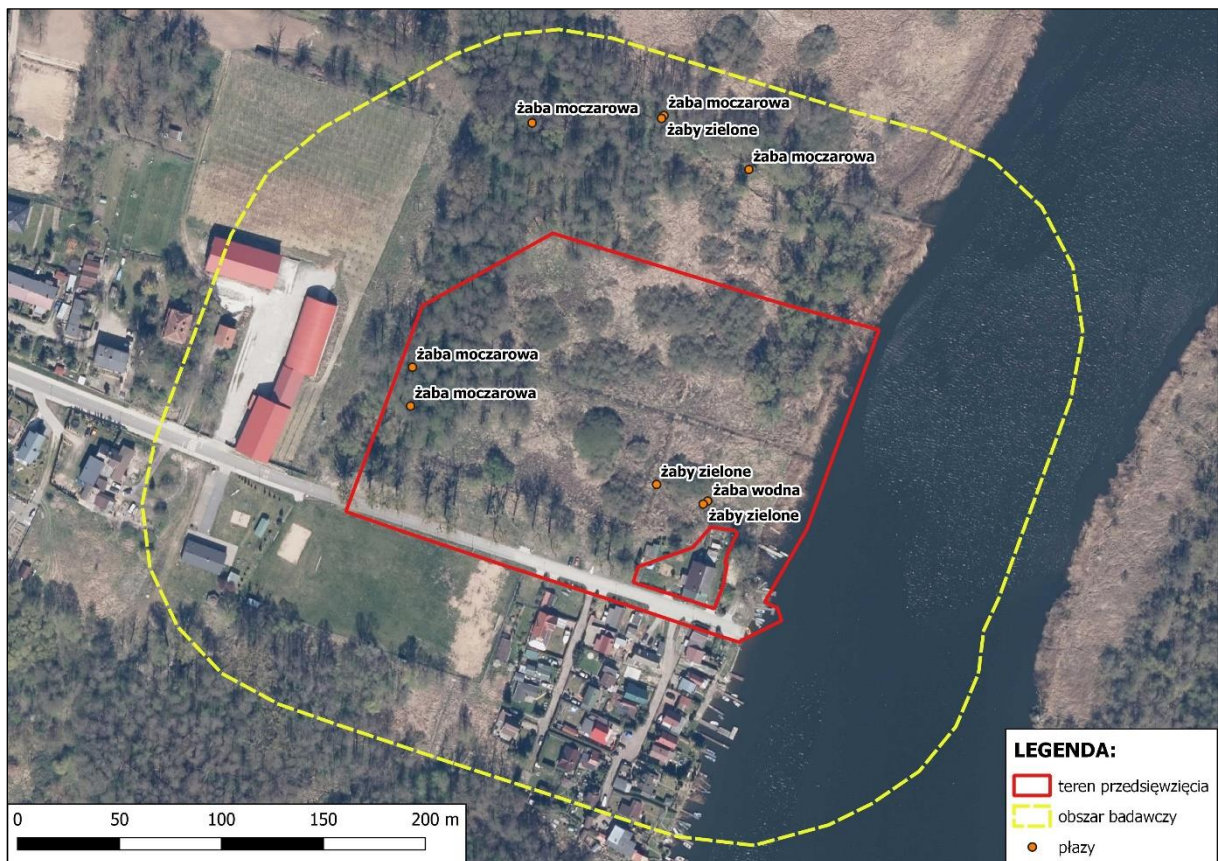 żaba moczarowa
żaba moczarowa
żaby zielone
żaba moczarowa
żaba moczarowa
żaba moczarowa
żaby zielone
żaba wodna
żaby zielone
LEGENDA:
teren przedsięwzięcia
obszar badawczy
płazy
0 50 100 150 200 m